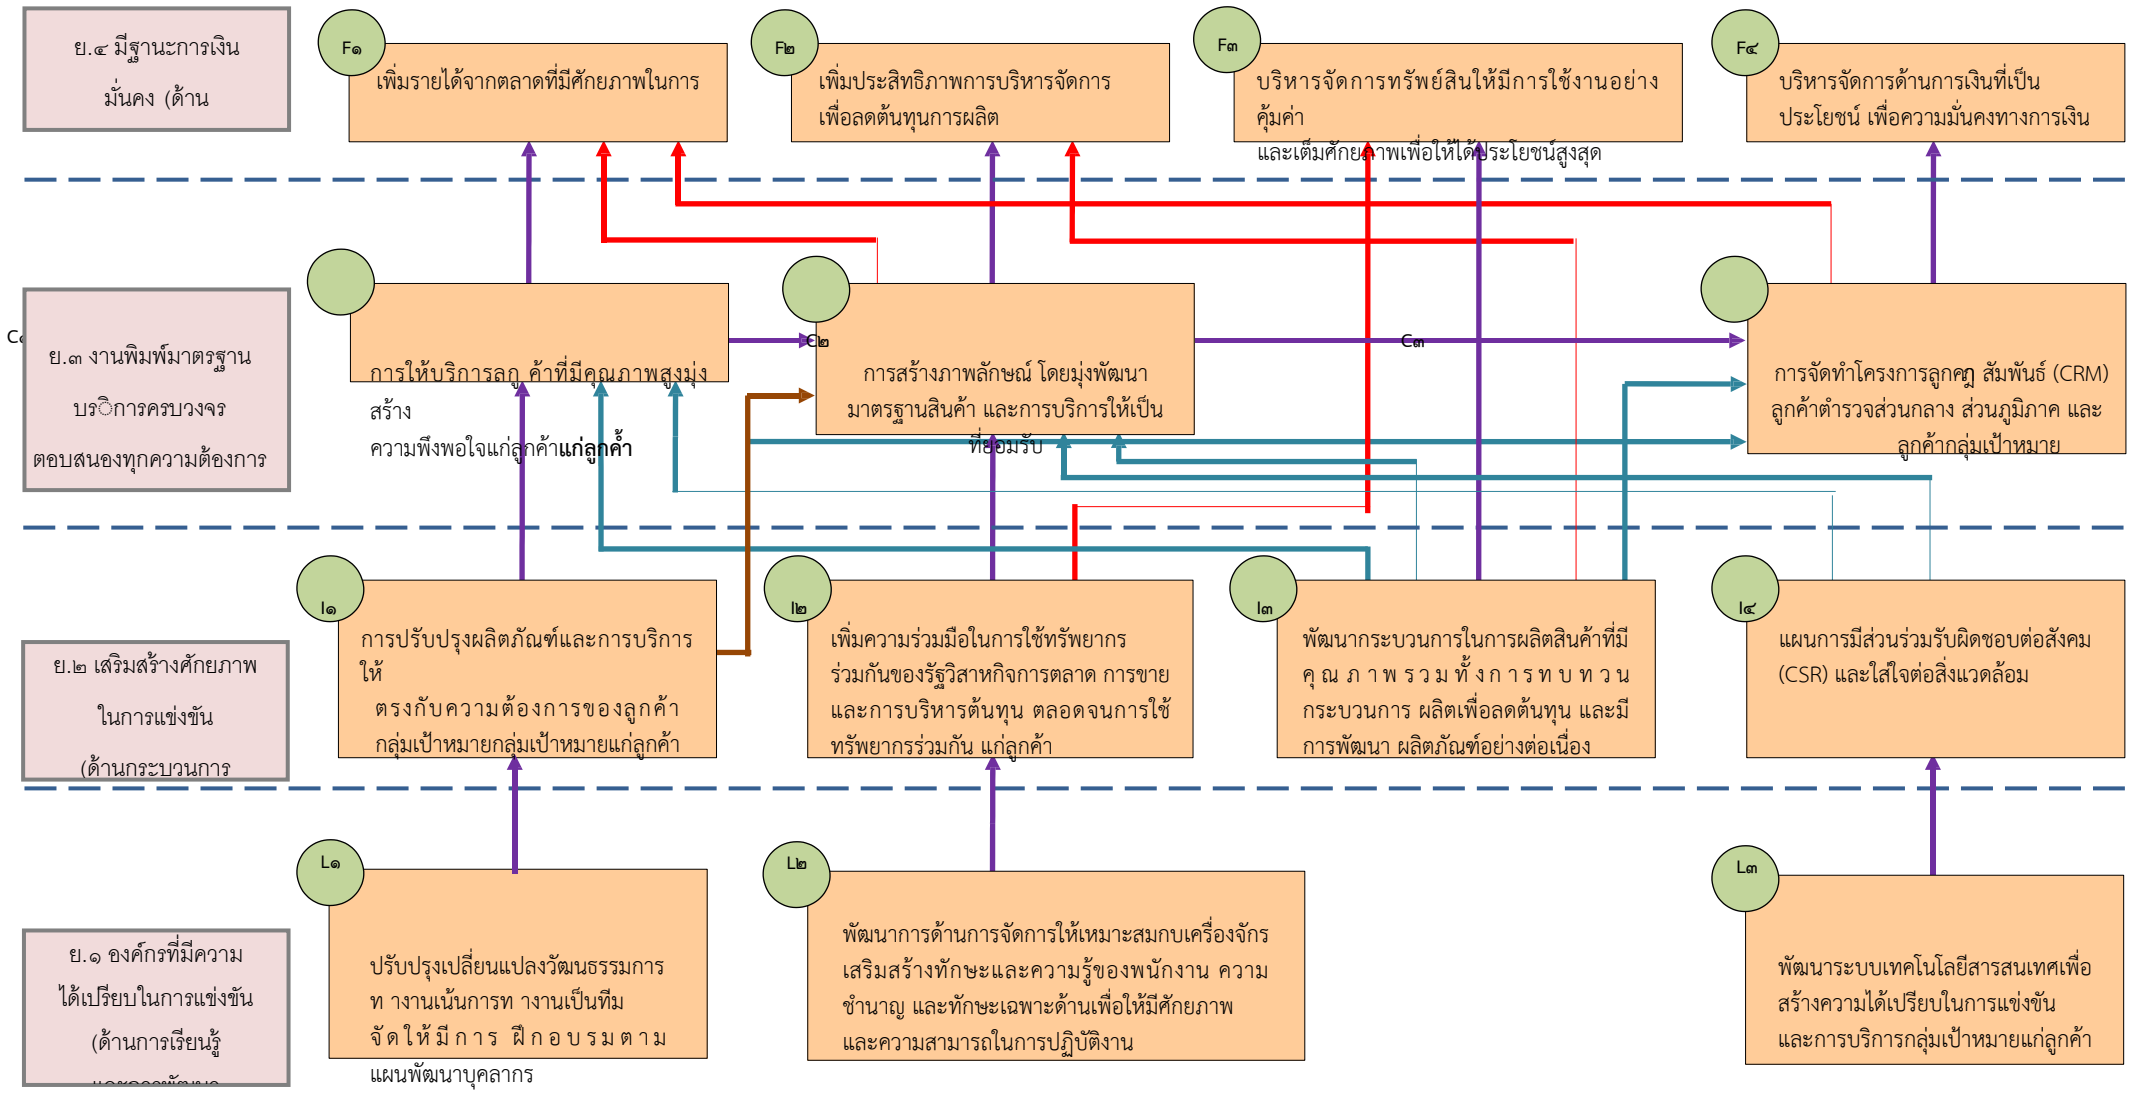 ย.๔ มีฐานะการเงิน
มั่นคง (ด้าน
F๑
เพิ่มรายได้จากตลาดที่มีศักยภาพในการ
F๒
เพิ่มประสิทธิภาพการบริหารจัดการ
เพื่อลดต้นทุนการผลิต
F๓
บริหารจัดการทรัพย์สินให้มีการใช้งานอย่าง
คุ้มค่า
และเต็มศักยภาพเพื่อให้ได้ประโยชน์สูงสุด
F๔
บริหารจัดการด้านการเงินที่เป็น
ประโยชน์ เพื่อความมั่นคงทางการเงิน
ย.๓ งานพิมพ์มาตรฐาน
บริการครบวงจร
ตอบสนองทุกความต้องการ
การให้บริการลกู ค้าที่มีคุณภาพสูงมุ่ง
สร้าง
ความพึงพอใจแก่ลูกค้าแก่ลูกค้ำ
C๒
การสร้างภาพลักษณ์ โดยมุ่งพัฒนา
มาตรฐานสินค้า และการบริการให้เป็น
ที่ยอมรับ
C๓
การจัดทำโครงการลูกค สัมพันธ์ (CRM)
ลูกค้าตำรวจส่วนกลาง ส่วนภูมิภาค และ
ลูกค้ากลุ่มเป้าหมาย
ย.๒ เสริมสร้างศักยภาพ
ในการแข่งขัน
(ด้านกระบวนการ
I๑
การปรับปรุงผลิตภัณฑ์และการบริการ
ให้
ตรงกับความต้องการของลูกค้า
กลุ่มเป้าหมายกลุ่มเป้าหมายแก่ลูกค้า
I๒
เพิ่มความร่วมมือในการใช้ทรัพยากร
ร่วมกันของรัฐวิสาหกิจการตลาด การขาย
และการบริหารต้นทุน ตลอดจนการใช้
ทรัพยากรร่วมกัน แก่ลูกค้า
I๓
พัฒนากระบวนการในการผลิตสินค้าที่มี
คุณภาพรวมทั้งการทบทวน
กระบวนการ ผลิตเพื่อลดต้นทุน และมี
การพัฒนา ผลิตภัณฑ์อย่างต่อเนื่อง
I๔
แผนการมีส่วนร่วมรับผิดชอบต่อสังคม
(CSR) และใส่ใจต่อสิ่งแวดล้อม
ย.๑ องค์กรที่มีความ
ได้เปรียบในการแข่งขัน
(ด้านการเรียนรู้
L๑
ปรับปรุงเปลี่ยนแปลงวัฒนธรรมการ
ท างานเน้นการท างานเป็นทีม
จัดให้มีการ ฝึกอบรมตาม
แผนพัฒนาบุคลากร
L๒
พัฒนาการด้านการจัดการให้เหมาะสมกบเครื่องจักร
เสริมสร้างทักษะและความรู้ของพนักงาน ความ
ชำนาญ และทักษะเฉพาะด้านเพื่อให้มีศักยภาพ
และความสามารถในการปฏิบัติงาน
L๓
พัฒนาระบบเทคโนโลยีสารสนเทศเพื่อ
สร้างความได้เปรียบในการแข่งขัน
และการบริการกลุ่มเป้าหมายแก่ลูกค้า